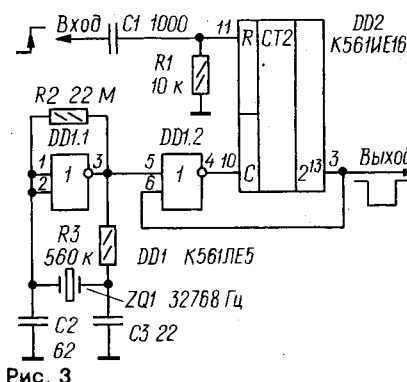 Вход C1 1000
11 R CT2 DD2
К561ИЕ16
R1
10 к
R2 22 М
DD1.1 DD1.2
1 1 3 5 1 4 10 C 2¹³ 3 Выход
2 6
R3
560 к
DD1 К561ЛЕ5
ZQ1 32768 Гц
C2 C3 22
62
Рис. 3